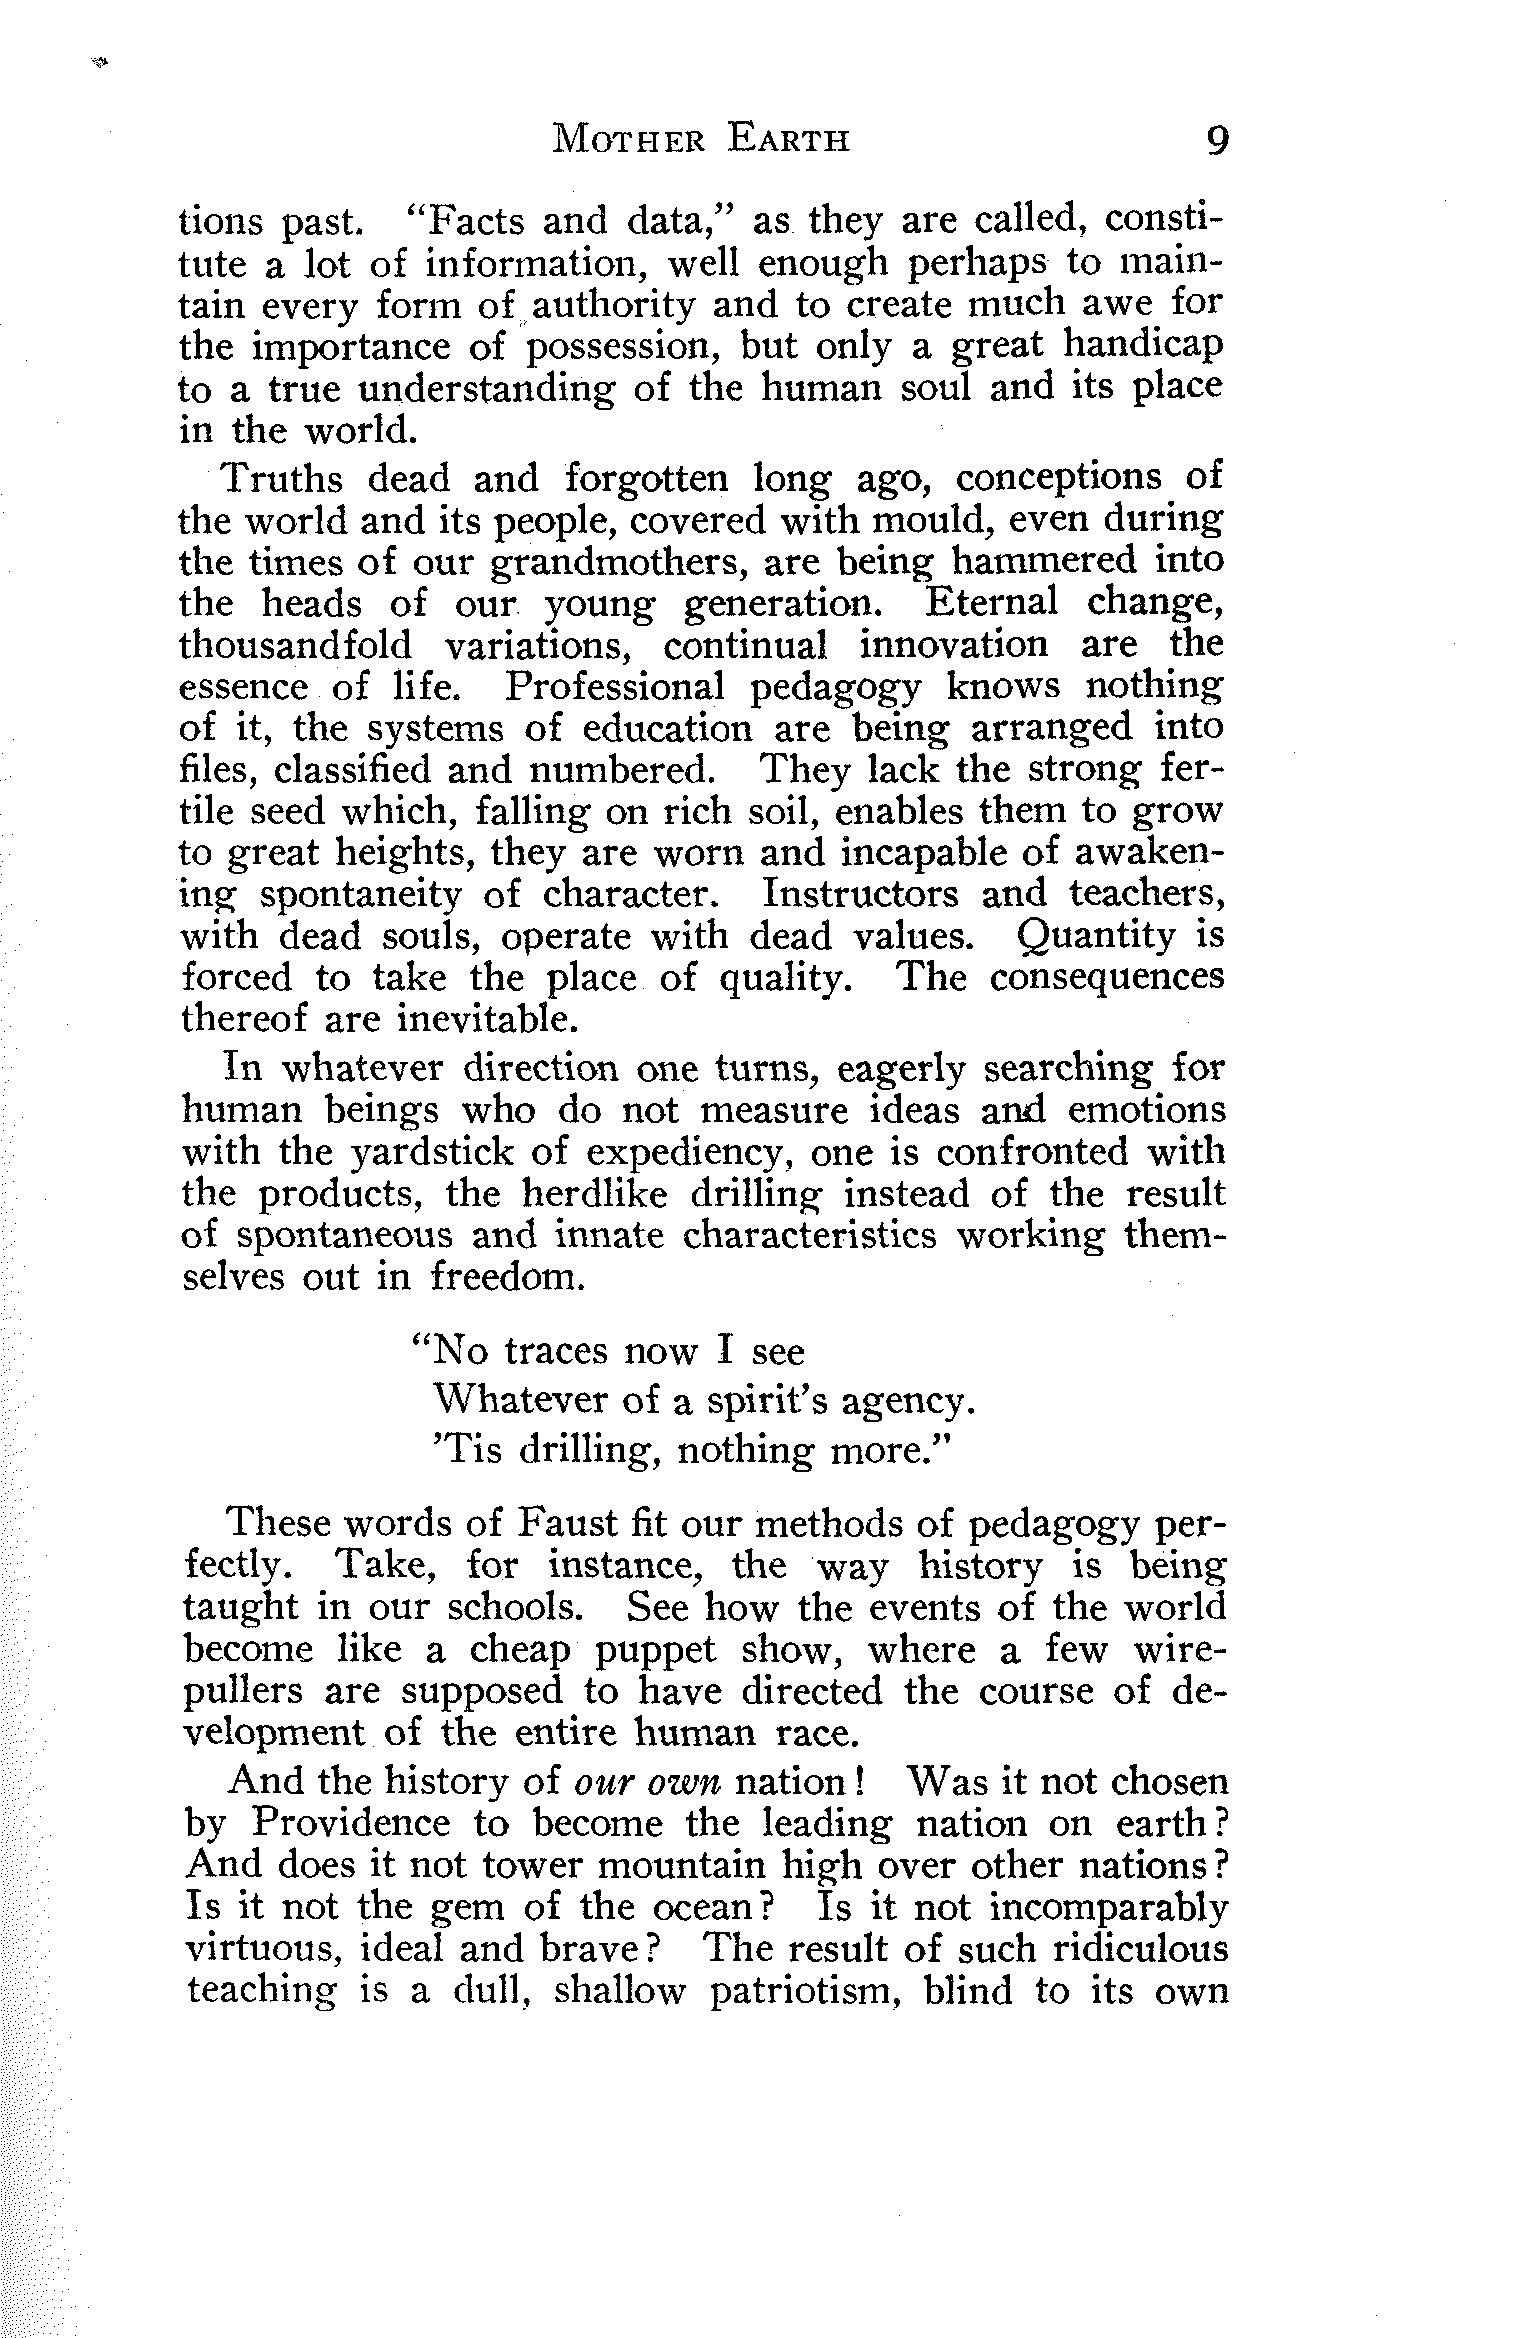 MOTHER EARTH 9
tions past. “Facts and data,” as they are called, consti-
tute a lot of information, well enough perhaps to main-
tain every form of authority and to create much awe for
the importance of possession, but only a great handicap
to a true understanding of the human soul and its place
in the world.
Truths dead and forgotten long ago, conceptions of
the world and its people, covered with mould, even during
the times of our grandmothers, are being hammered into
the heads of our young generation. Eternal change,
thousandfold variations, continual innovation are the
essence of life. Professional pedagogy knows nothing
of it, the systems of education are being arranged into
files, classified and numbered. They lack the strong fer-
tile seed which, falling on rich soil, enables them to grow
to great heights, they are worn and incapable of awaken-
ing spontaneity of character. Instructors and teachers,
with dead souls, operate with dead values. Quantity is
forced to take the place of quality. The consequences
thereof are inevitable.
In whatever direction one turns, eagerly searching for
human beings who do not measure ideas and emotions
with the yardstick of expediency, one is confronted with
the products, the herdlike drilling instead of the result
of spontaneous and innate characteristics working them-
selves out in freedom.
“No traces now I see
Whatever of a spirit’s agency.
’Tis drilling, nothing more.”
These words of Faust fit our methods of pedagogy per-
fectly. Take, for instance, the way history is being
taught in our schools. See how the events of the world
become like a cheap puppet show, where a few wire-
pullers are supposed to have directed the course of de-
velopment of the entire human race.
And the history of our own nation! Was it not chosen
by Providence to become the leading nation on earth?
And does it not tower mountain high over other nations?
Is it not the gem of the ocean? Is it not incomparably
virtuous, ideal and brave? The result of such ridiculous
teaching is a dull, shallow patriotism, blind to its own